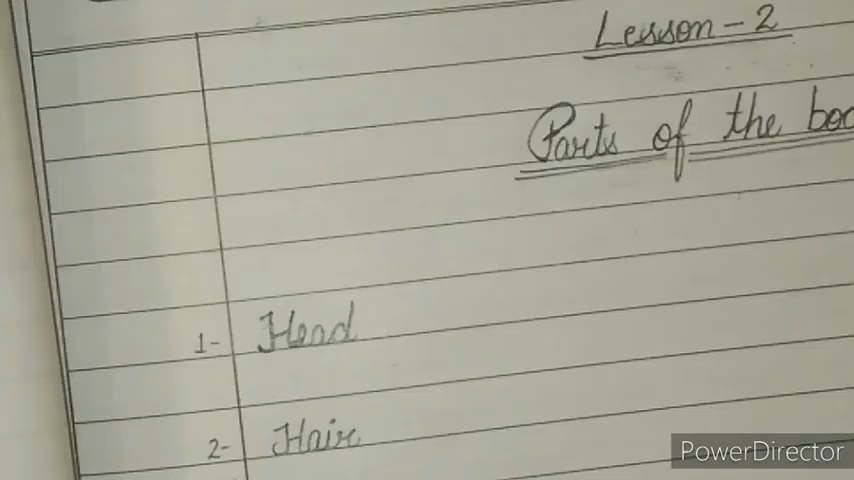 Lesson - 2
Parts of the
1- Head
2- Hair
PowerDirector